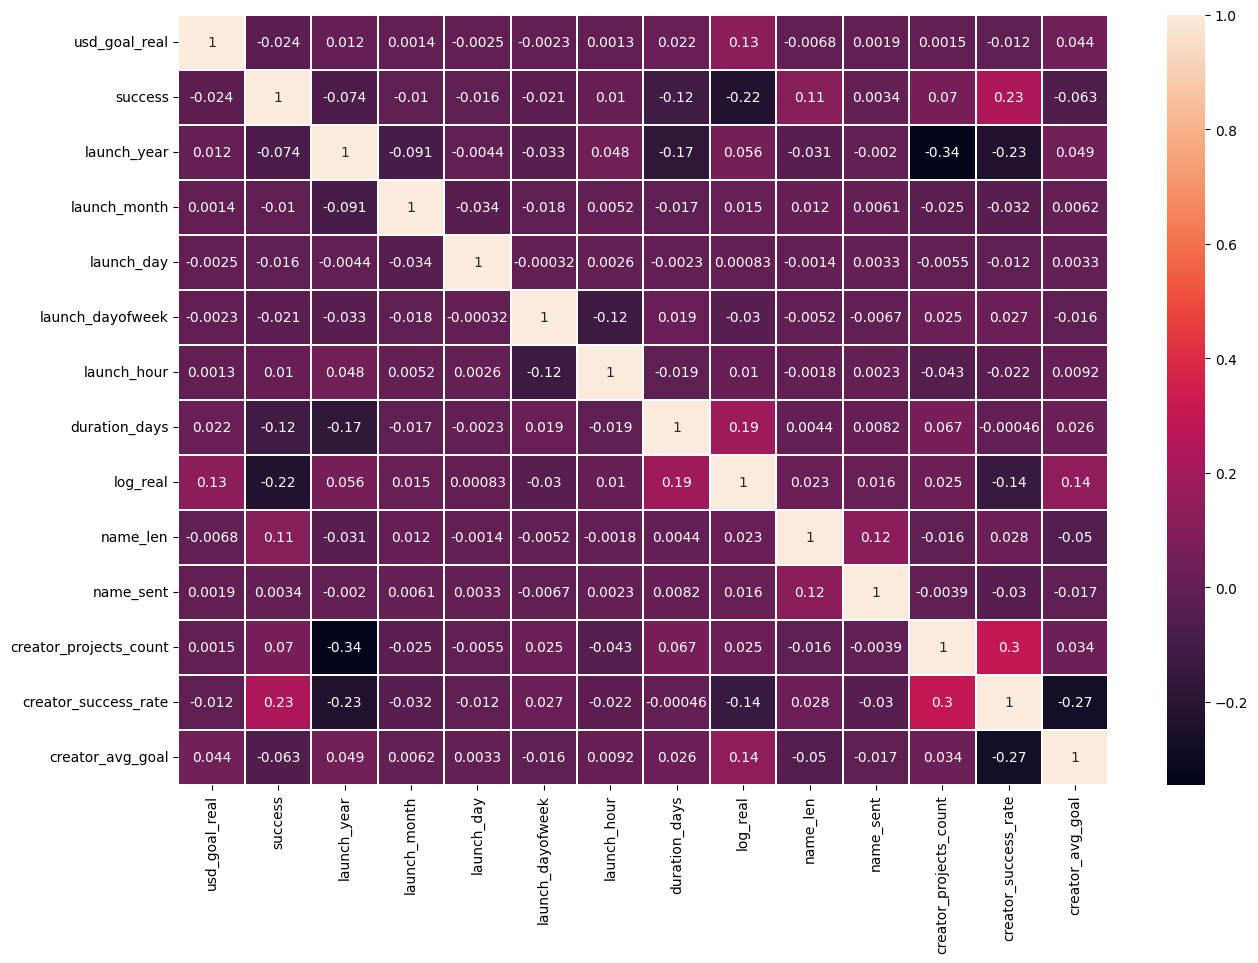 usd_goal_real 1 -0.024 0.012 0.0014 -0.0025 -0.0023 0.0013 0.022 0.13 -0.0068 0.0019 0.0015 -0.012 0.044
success -0.024 1 -0.074 -0.01 -0.016 -0.021 0.01 -0.12 -0.22 0.11 0.0034 0.07 0.23 -0.063
launch_year 0.012 -0.074 1 -0.091 -0.0044 -0.033 0.048 -0.17 0.056 -0.031 -0.002 -0.34 -0.23 0.049
launch_month 0.0014 -0.01 -0.091 1 -0.034 -0.018 0.0052 -0.017 0.015 0.012 0.0061 -0.025 -0.032 0.0062
launch_day -0.0025 -0.016 -0.0044 -0.034 1 -0.00032 0.0026 -0.0023 0.00083 -0.0014 0.0033 -0.0055 -0.012 0.0033
launch_dayofweek -0.0023 -0.021 -0.033 -0.018 -0.00032 1 -0.12 0.019 -0.03 -0.0052 -0.0067 0.025 0.027 -0.016
launch_hour 0.0013 0.01 0.048 0.0052 0.0026 -0.12 1 -0.019 0.01 -0.0018 0.0023 -0.043 -0.022 0.0092
duration_days 0.022 -0.12 -0.17 -0.017 -0.0023 0.019 -0.019 1 0.19 0.0044 0.0082 0.067 -0.00046 0.026
log_real 0.13 -0.22 0.056 0.015 0.00083 -0.03 0.01 0.19 1 0.023 0.016 0.025 -0.14 0.14
name_len -0.0068 0.11 -0.031 0.012 -0.0014 -0.0052 -0.0018 0.0044 0.023 1 0.12 -0.016 0.028 -0.05
name_sent 0.0019 0.0034 -0.002 0.0061 0.0033 -0.0067 0.0023 0.0082 0.016 0.12 1 -0.0039 -0.03 -0.017
creator_projects_count 0.0015 0.07 -0.34 -0.025 -0.0055 0.025 -0.043 0.067 0.025 -0.016 -0.0039 1 0.3 0.034
creator_success_rate -0.012 0.23 -0.23 -0.032 -0.012 0.027 -0.022 -0.00046 -0.14 0.028 -0.03 0.3 1 -0.27
creator_avg_goal 0.044 -0.063 0.049 0.0062 0.0033 -0.016 0.0092 0.026 0.14 -0.05 -0.017 0.034 -0.27 1
usd_goal_real
success
launch_year
launch_month
launch_day
launch_dayofweek
launch_hour
duration_days
log_real
name_len
name_sent
creator_projects_count
creator_success_rate
creator_avg_goal
1.0
0.8
0.6
0.4
0.2
0.0
−0.2